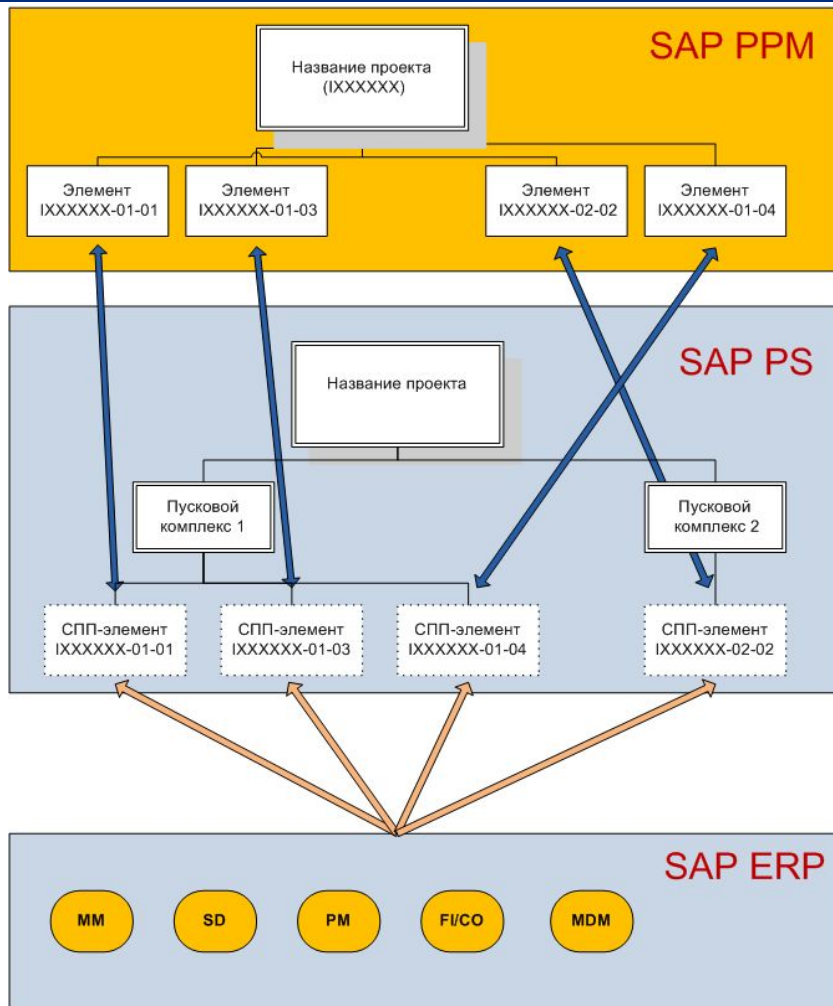 SAP PPM
Название проекта
(IXXXXXX)
Элемент
IXXXXXX-01-01
Элемент
IXXXXXX-01-03
Элемент
IXXXXXX-02-02
Элемент
IXXXXXX-01-04
SAP PS
Название проекта
Пусковой
комплекс 1
Пусковой
комплекс 2
СПП-элемент
IXXXXXX-01-01
СПП-элемент
IXXXXXX-01-03
СПП-элемент
IXXXXXX-01-04
СПП-элемент
IXXXXXX-02-02
SAP ERP
MM
SD
PM
FI/CO
MDM